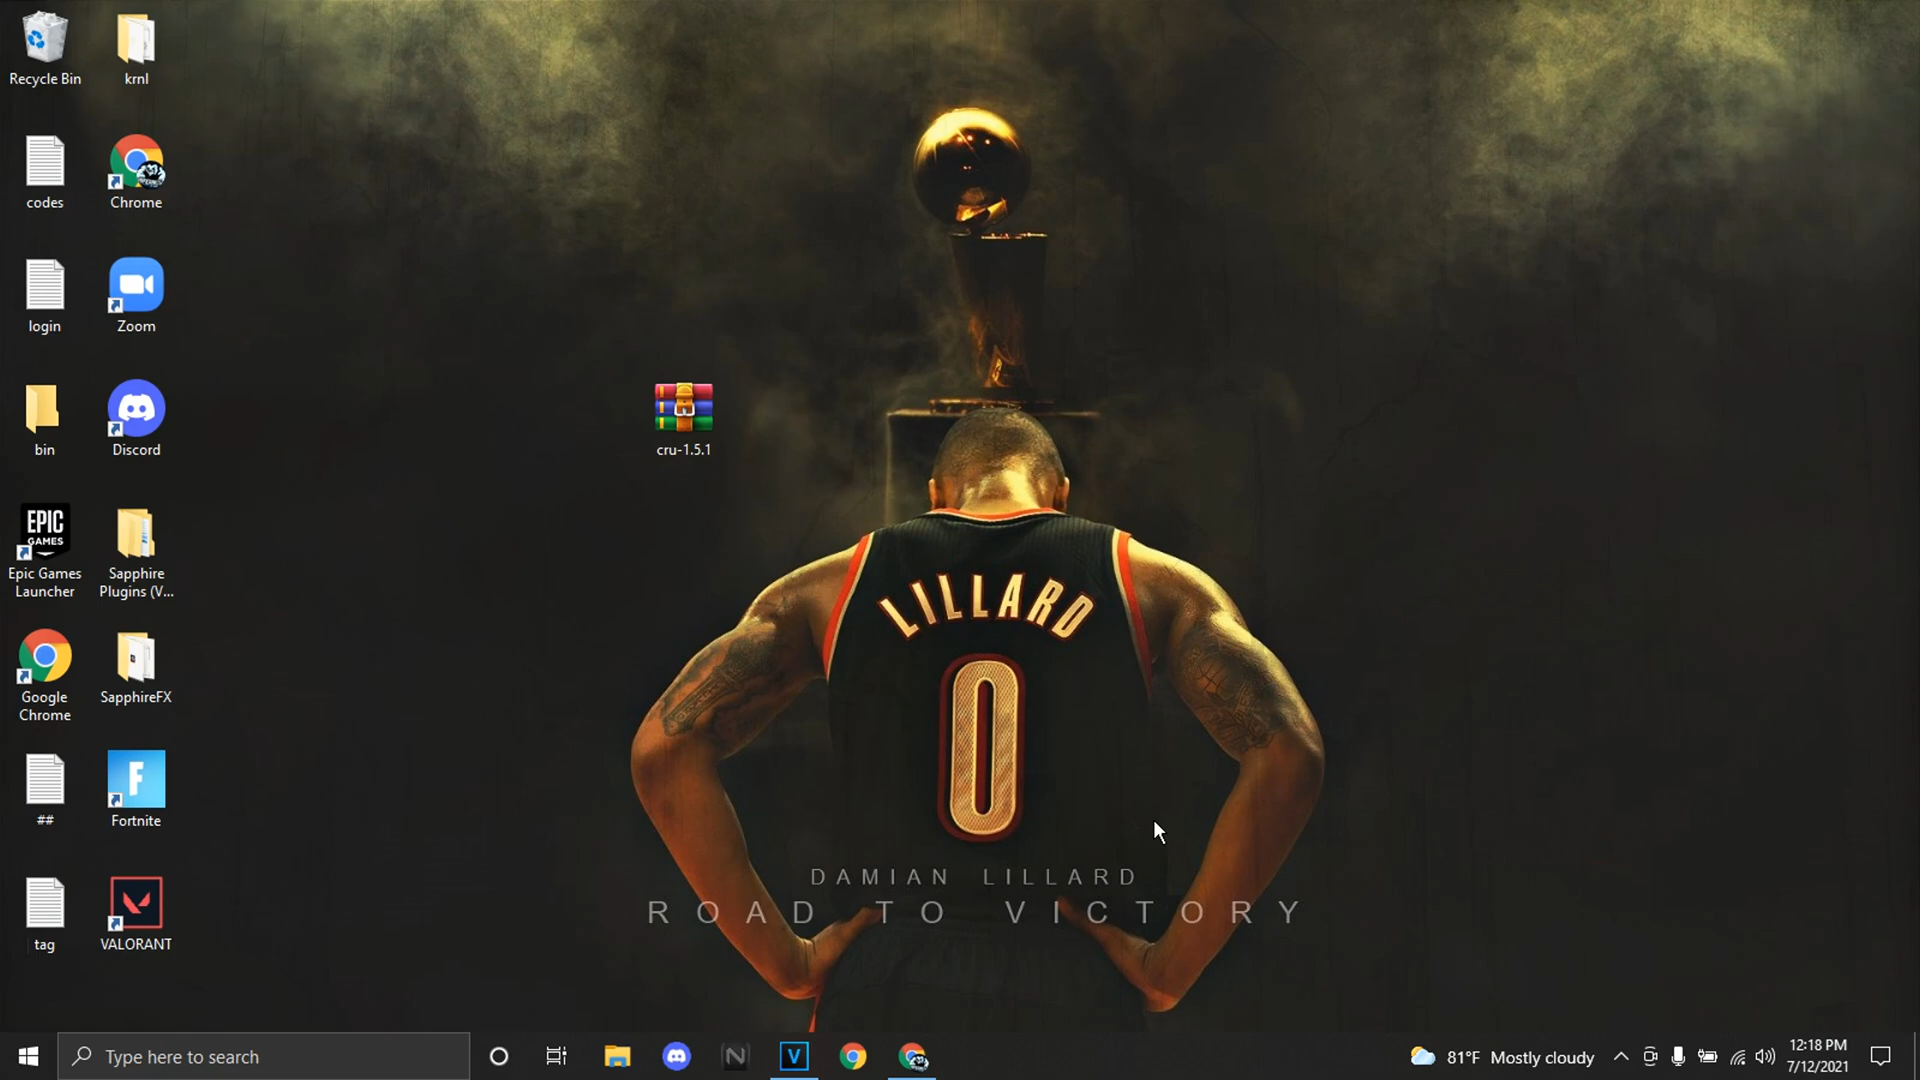 Recycle Bin
krnl
codes
Chrome
login
Zoom
bin
Discord
EPIC
GAMES
Epic Games
Launcher
Sapphire
Plugins (V...
Google
Chrome
SapphireFX
##
F
Fortnite
tag
VALORANT
cru-1.5.1
LILLARD
0
DAMIAN LILLARD
ROAD TO VICTORY
Type here to search
N
V
81°F Mostly cloudy
12:18 PM
7/12/2021